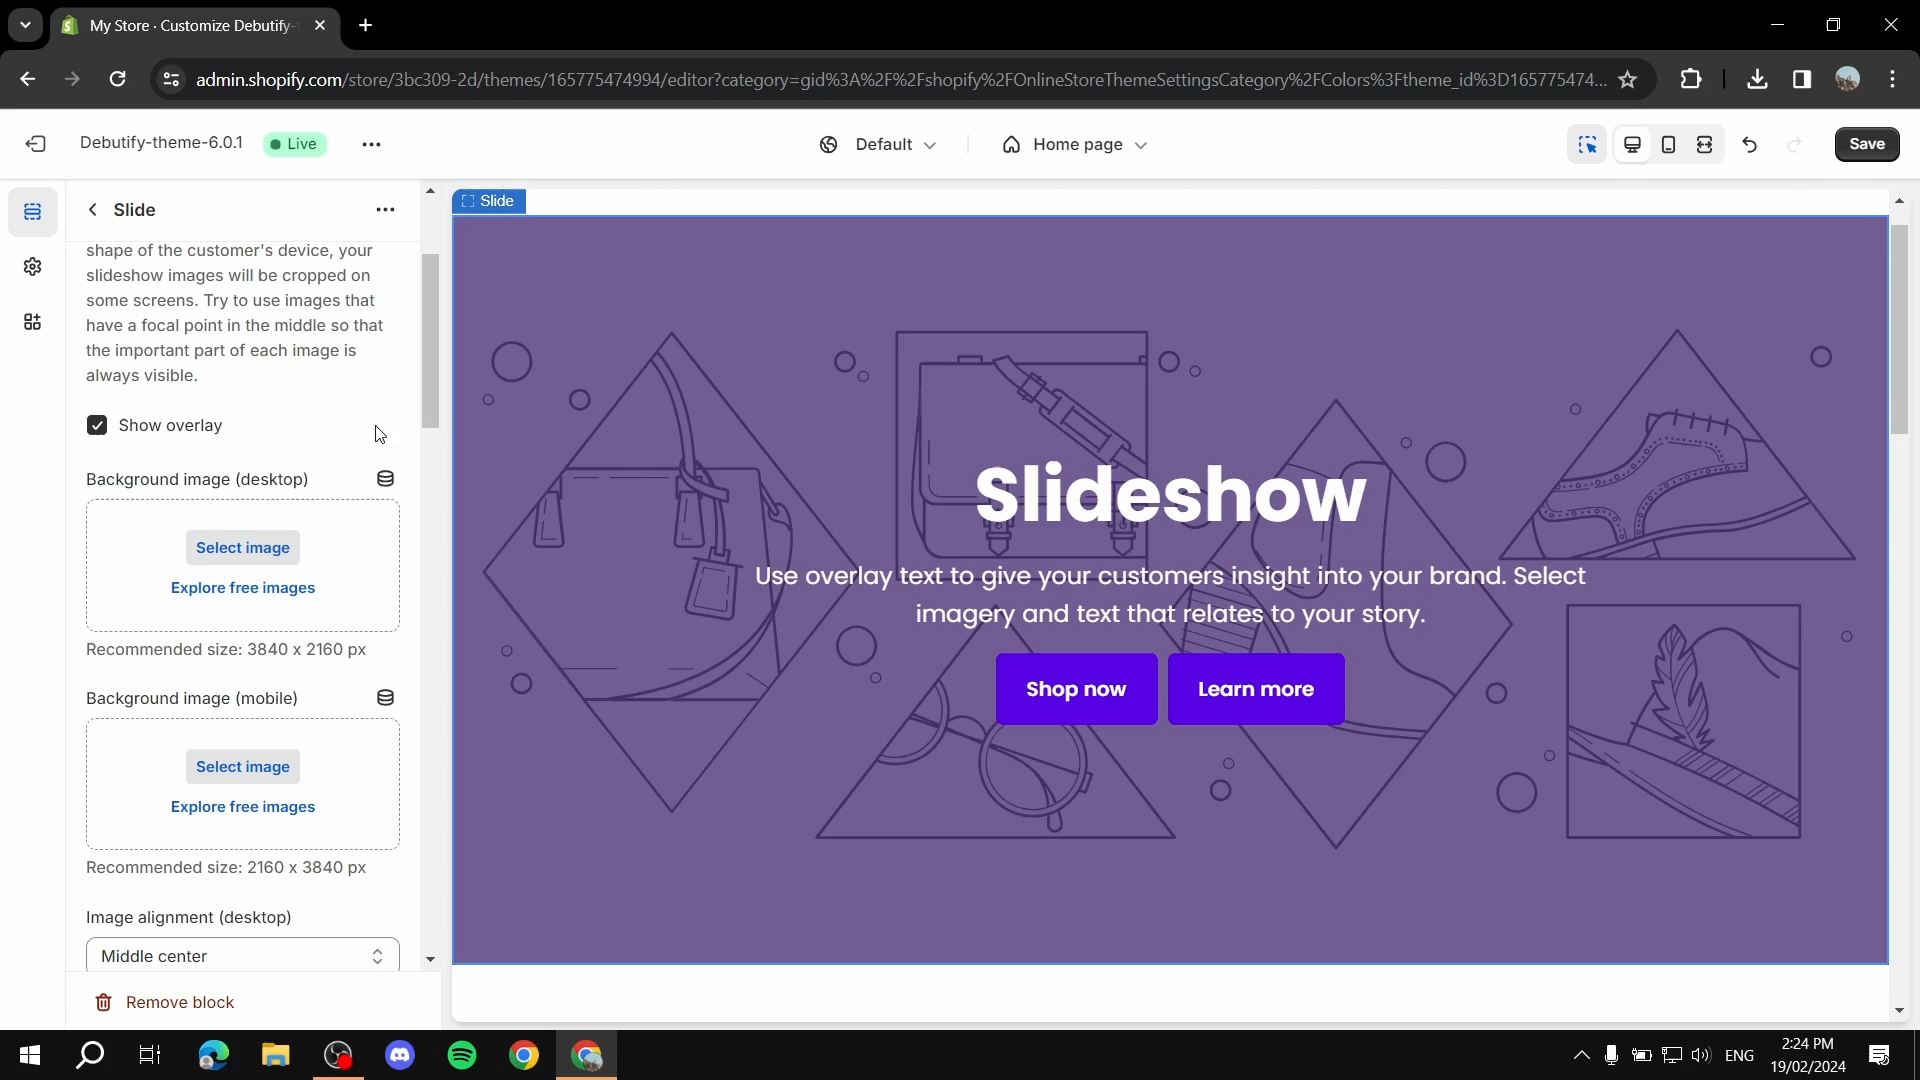 My Store · Customize Debutify-
admin.shopify.com/store/3bc309-2d/themes/165775474994/editor?category=gid%3A%2F%2Fshopify%2FOnlineStoreThemeSettingsCategory%2FColors%3Ftheme_id%3D165775474...
Debutify-theme-6.0.1
Live
Default
Home page
Save
Slide
shape of the customer's device, your
slideshow images will be cropped on
some screens. Try to use images that
have a focal point in the middle so that
the important part of each image is
always visible.
Show overlay
Background image (desktop)
Select image
Explore free images
Recommended size: 3840 x 2160 px
Background image (mobile)
Select image
Explore free images
Recommended size: 2160 x 3840 px
Image alignment (desktop)
Middle center
Remove block
Slide
Slideshow
Use overlay text to give your customers insight into your brand. Select
imagery and text that relates to your story.
Shop now
Learn more
ENG
2:24 PM
19/02/2024